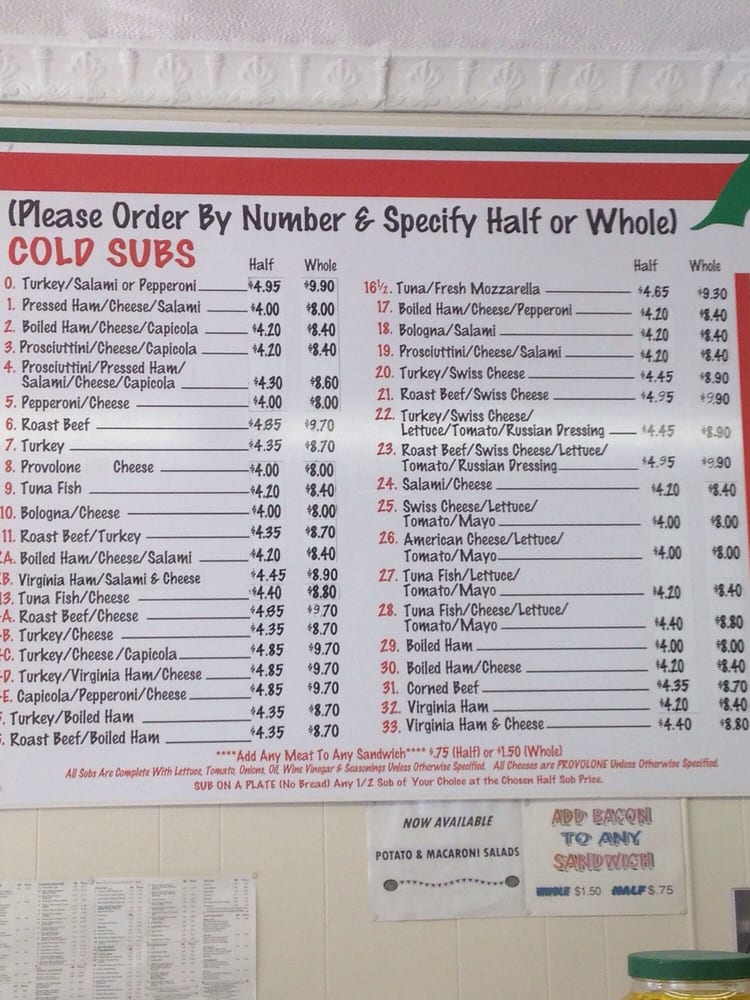 (Please Order By Number & Specify Half or Whole)
COLD SUBS
Half Whole
0. Turkey/Salami or Pepperoni $4.95 $9.90
1. Pressed Ham/Cheese/Salami $4.00 $8.00
2. Boiled Ham/Cheese/Capicola $4.20 $8.40
3. Prosciuttini/Cheese/Capicola $4.20 $8.40
4. Prosciuttini/Pressed Ham/
Salami/Cheese/Capicola $4.30 $8.60
5. Pepperoni/Cheese $4.00 $8.00
6. Roast Beef $4.85 $9.70
7. Turkey $4.35 $8.70
8. Provolone Cheese $4.00 $8.00
9. Tuna Fish $4.20 $8.40
10. Bologna/Cheese $4.00 $8.00
11. Roast Beef/Turkey $4.35 $8.70
A. Boiled Ham/Cheese/Salami $4.20 $8.40
B. Virginia Ham/Salami & Cheese $4.45 $8.90
13. Tuna Fish/Cheese $4.40 $8.80
-A. Roast Beef/Cheese $4.85 $9.70
-B. Turkey/Cheese $4.35 $8.70
-C. Turkey/Cheese/Capicola $4.85 $9.70
-D. Turkey/Virginia Ham/Cheese $4.85 $9.70
-E. Capicola/Pepperoni/Cheese $4.85 $9.70
Turkey/Boiled Ham $4.35 $8.70
Roast Beef/Boiled Ham $4.35 $8.70
Half Whole
16½. Tuna/Fresh Mozzarella $4.65 $9.30
17. Boiled Ham/Cheese/Pepperoni $4.20 $8.40
18. Bologna/Salami $4.20 $8.40
19. Prosciuttini/Cheese/Salami $4.20 $8.40
20. Turkey/Swiss Cheese $4.45 $8.90
21. Roast Beef/Swiss Cheese $4.95 $9.90
22. Turkey/Swiss Cheese/
Lettuce/Tomato/Russian Dressing $4.45 $8.90
23. Roast Beef/Swiss Cheese/Lettuce/
Tomato/Russian Dressing $4.95 $9.90
24. Salami/Cheese $4.20 $8.40
25. Swiss Cheese/Lettuce/
Tomato/Mayo $4.00 $8.00
26. American Cheese/Lettuce/
Tomato/Mayo $4.00 $8.00
27. Tuna Fish/Lettuce/
Tomato/Mayo $4.20 $8.40
28. Tuna Fish/Cheese/Lettuce/
Tomato/Mayo $4.40 $8.80
29. Boiled Ham $4.00 $8.00
30. Boiled Ham/Cheese $4.20 $8.40
31. Corned Beef $4.35 $8.70
32. Virginia Ham $4.20 $8.40
33. Virginia Ham & Cheese $4.40 $8.80
****Add Any Meat To Any Sandwich**** $.75 (Half) or $1.50 (Whole)
All Subs Are Complete With Lettuce, Tomato, Onions, Oil, Wine Vinegar & Seasonings Unless Otherwise Specified. All Cheeses are PROVOLONE Unless Otherwise Specified.
SUB ON A PLATE (No Bread) Any 1/2 Sub of Your Choice at the Chosen Half Sub Price.
NOW AVAILABLE
POTATO & MACARONI SALADS
ADD BACON
TO ANY
SANDWICH
WHOLE $1.50 HALF $.75